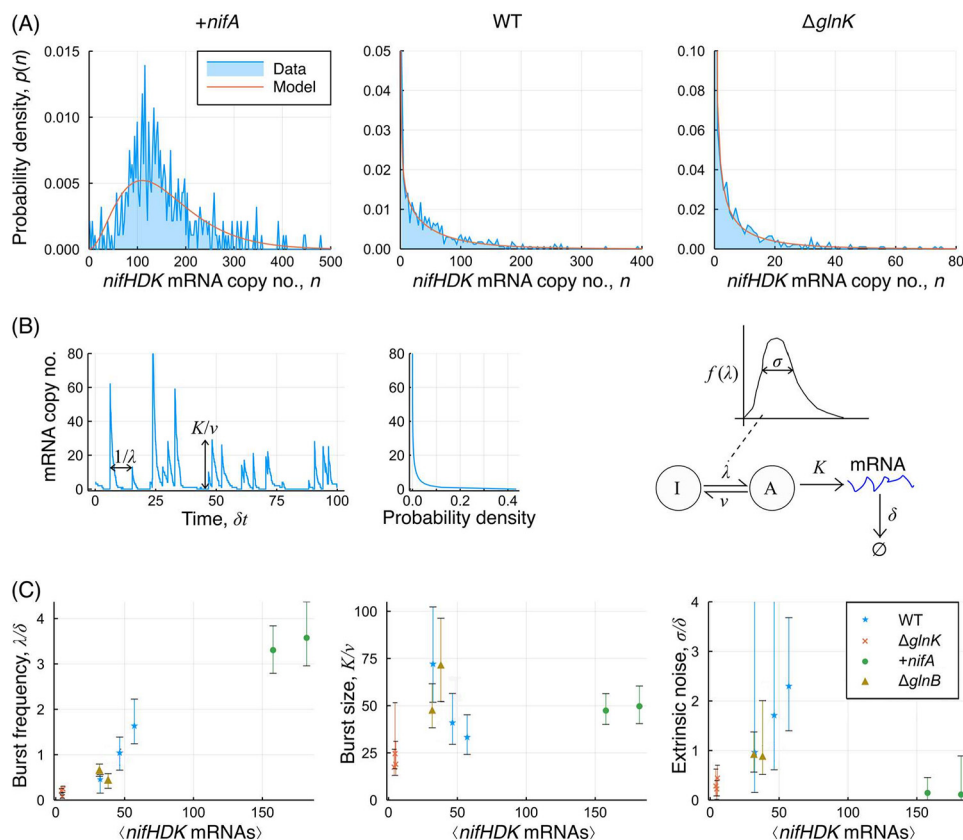 (A)
+nifA
WT
ΔglnK
Probability density, p(n)
0.015
0.010
0.005
0.000
0 100 200 300 400 500
nifHDK mRNA copy no., n
Data
Model
0.05
0.04
0.03
0.02
0.01
0.00
0 100 200 300 400
nifHDK mRNA copy no., n
0.10
0.08
0.06
0.04
0.02
0.00
0 20 40 60 80
nifHDK mRNA copy no., n
(B)
mRNA copy no.
80
60
40
20
0
1/λ
K/ν
0 25 50 75 100
Time, δt
80
60
40
20
0
0 0.2 0.4
Probability density
f(λ)
σ
I
λ
ν
A
K
mRNA
δ
∅
(C)
Burst frequency, λ/δ
4
3
2
1
0
0 50 100 150
⟨nifHDK mRNAs⟩
Burst size, K/ν
100
75
50
25
0
0 50 100 150
⟨nifHDK mRNAs⟩
Extrinsic noise, σ/δ
4
3
2
1
0
0 50 100 150
⟨nifHDK mRNAs⟩
WT
ΔglnK
+nifA
ΔglnB